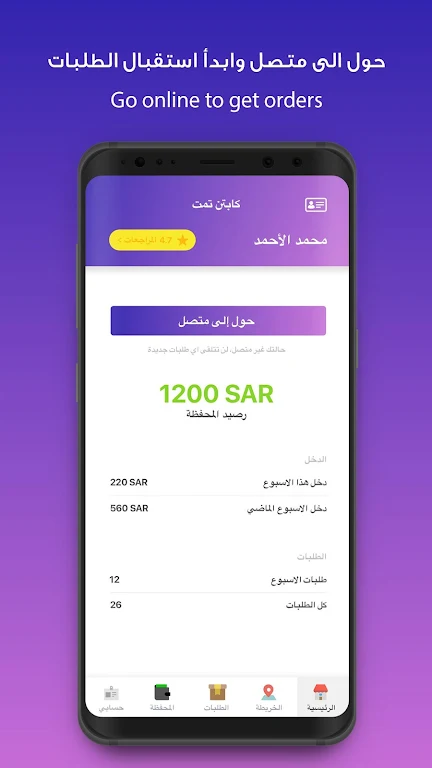 حول الى متصل وابدأ استقبال الطلبات
Go online to get orders
كابتن تمت
محمد الأحمد
4.7 المراجعات >
حول إلى متصل
حالتك غير متصل، لن تتلقى اي طلبات جديدة
1200 SAR
رصيد المحفظة
الدخل
دخل هذا الاسبوع 220 SAR
دخل الاسبوع الماضي 560 SAR
الطلبات
طلبات الاسبوع 12
كل الطلبات 26
الرئيسية الخريطة الطلبات المحفظة حسابي